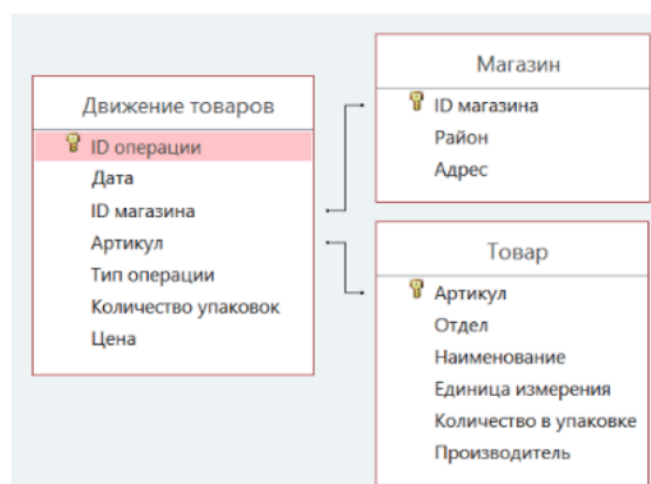 Движение товаров
ID операции
Дата
ID магазина
Артикул
Тип операции
Количество упаковок
Цена
Магазин
ID магазина
Район
Адрес
Товар
Артикул
Отдел
Наименование
Единица измерения
Количество в упаковке
Производитель